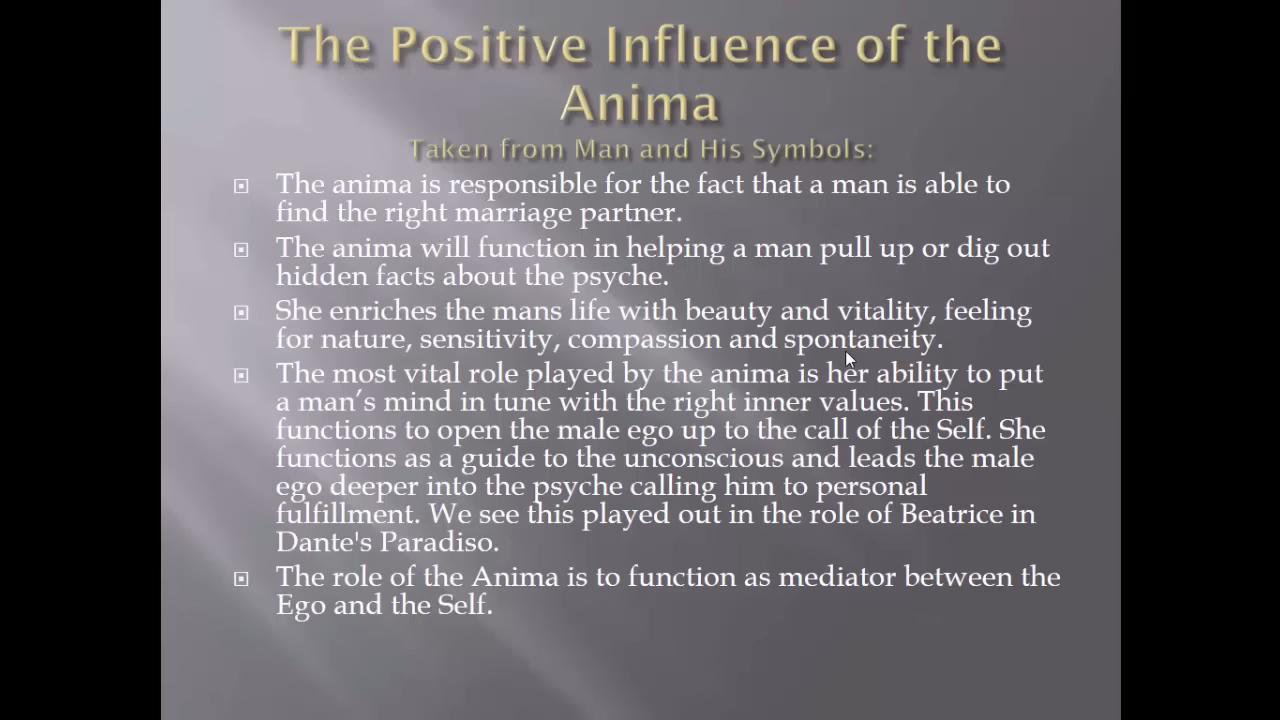 The Positive Influence of the
Anima
Taken from Man and His Symbols:
The anima is responsible for the fact that a man is able to
find the right marriage partner.
The anima will function in helping a man pull up or dig out
hidden facts about the psyche.
She enriches the mans life with beauty and vitality, feeling
for nature, sensitivity, compassion and spontaneity.
The most vital role played by the anima is her ability to put
a man’s mind in tune with the right inner values. This
functions to open the male ego up to the call of the Self. She
functions as a guide to the unconscious and leads the male
ego deeper into the psyche calling him to personal
fulfillment. We see this played out in the role of Beatrice in
Dante's Paradiso.
The role of the Anima is to function as mediator between the
Ego and the Self.